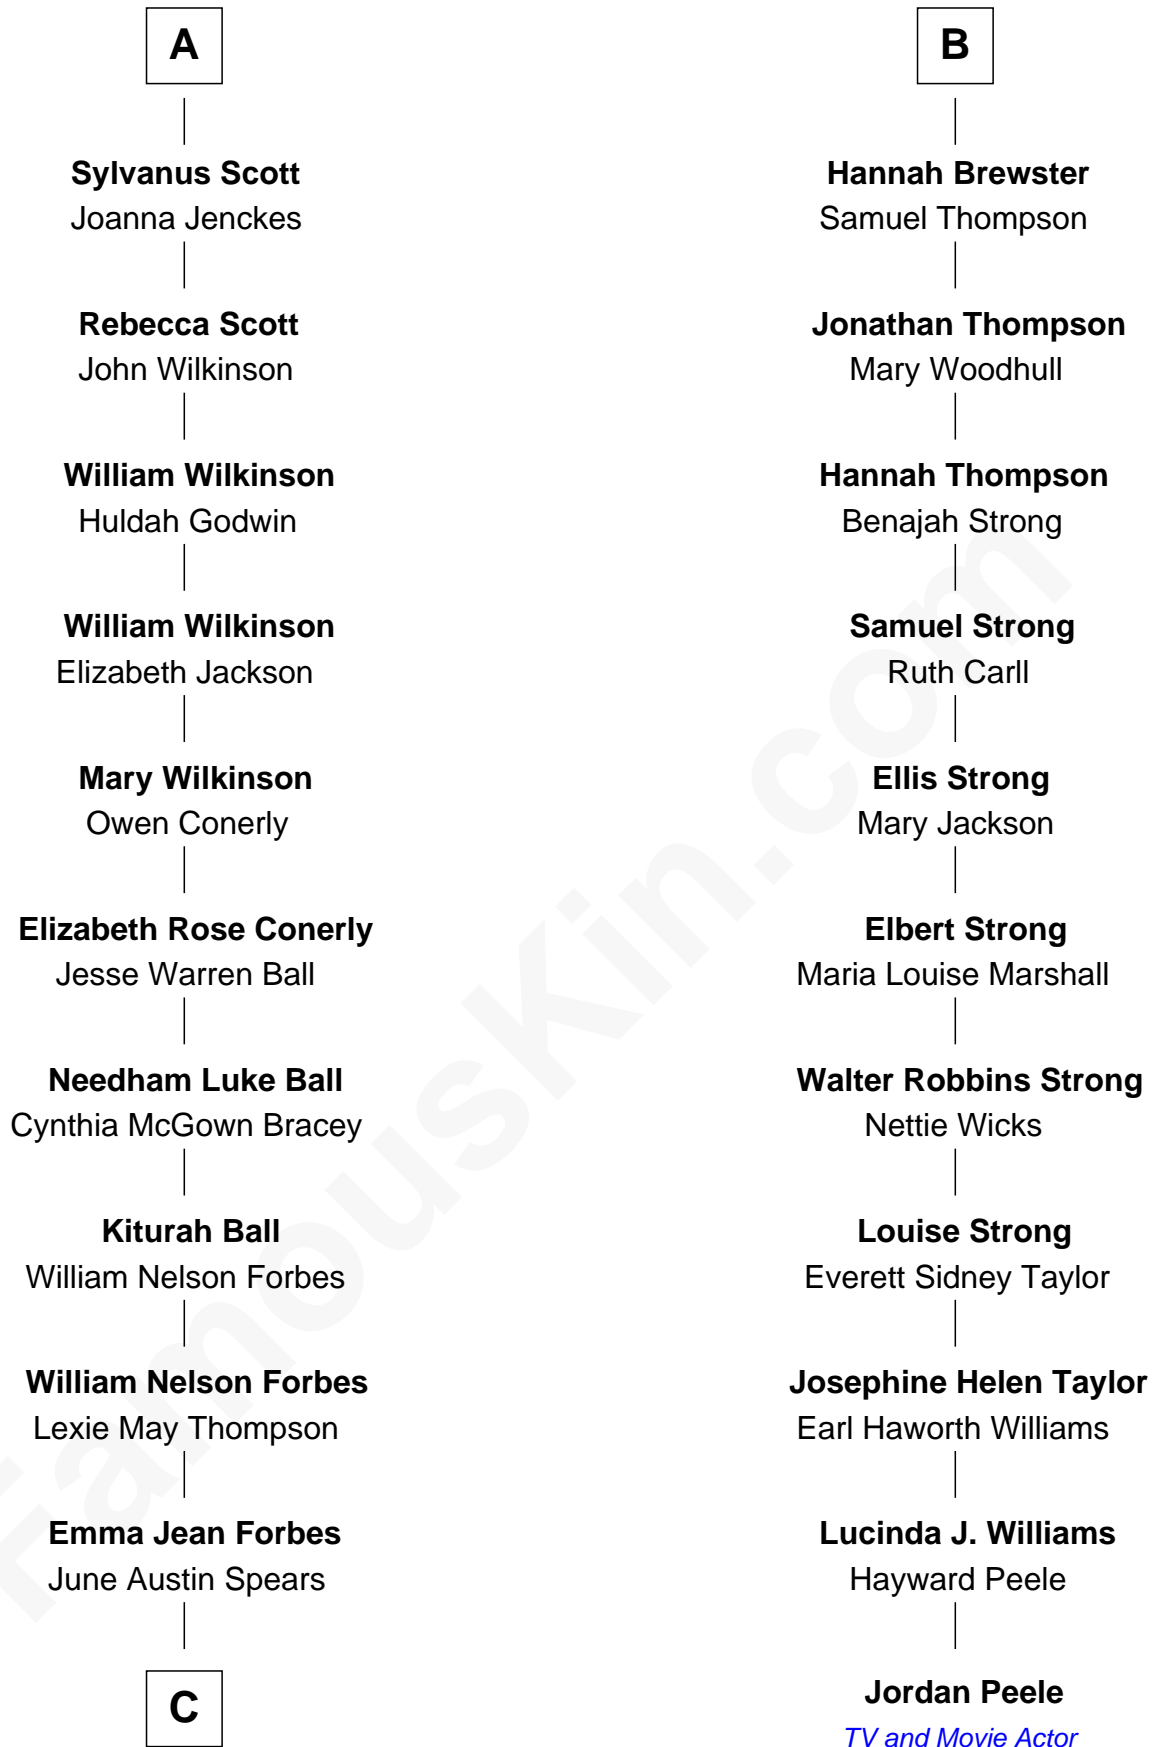 A
Sylvanus Scott
Joanna Jenckes
Rebecca Scott
John Wilkinson
William Wilkinson
Huldah Godwin
William Wilkinson
Elizabeth Jackson
Mary Wilkinson
Owen Conerly
Elizabeth Rose Conerly
Jesse Warren Ball
Needham Luke Ball
Cynthia McGown Bracey
Kiturah Ball
William Nelson Forbes
William Nelson Forbes
Lexie May Thompson
Emma Jean Forbes
June Austin Spears
C
B
Hannah Brewster
Samuel Thompson
Jonathan Thompson
Mary Woodhull
Hannah Thompson
Benajah Strong
Samuel Strong
Ruth Carll
Ellis Strong
Mary Jackson
Elbert Strong
Maria Louise Marshall
Walter Robbins Strong
Nettie Wicks
Louise Strong
Everett Sidney Taylor
Josephine Helen Taylor
Earl Haworth Williams
Lucinda J. Williams
Hayward Peele
Jordan Peele
TV and Movie Actor
FamousKin.com